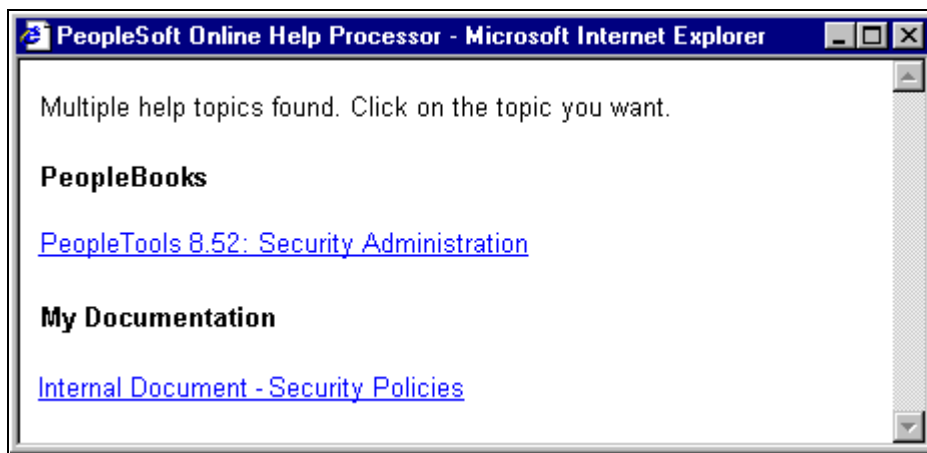 PeopleSoft Online Help Processor - Microsoft Internet Explorer
Multiple help topics found. Click on the topic you want.
PeopleBooks
PeopleTools 8.52: Security Administration
My Documentation
Internal Document - Security Policies